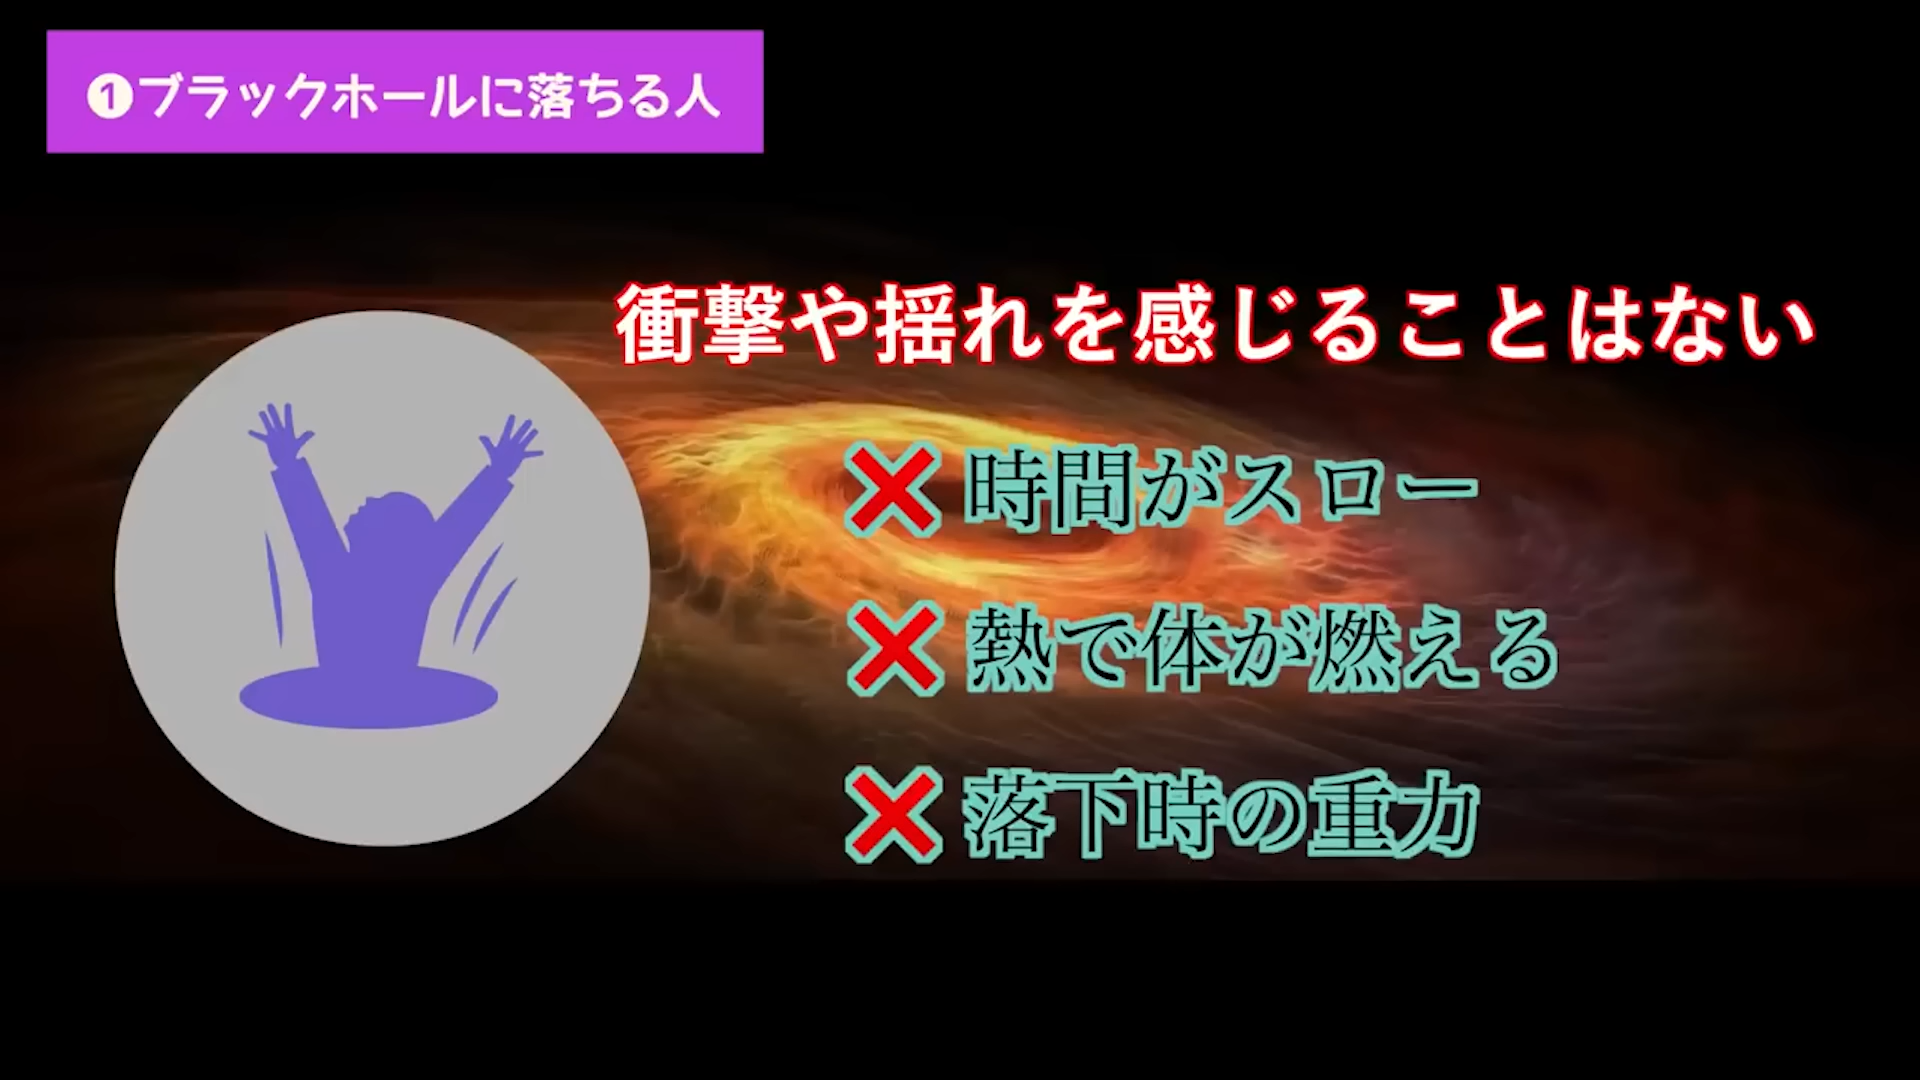 ❶ブラックホールに落ちる人
衝撃や揺れを感じることはない
❌時間がスロー
❌熱で体が燃える
❌落下時の重力